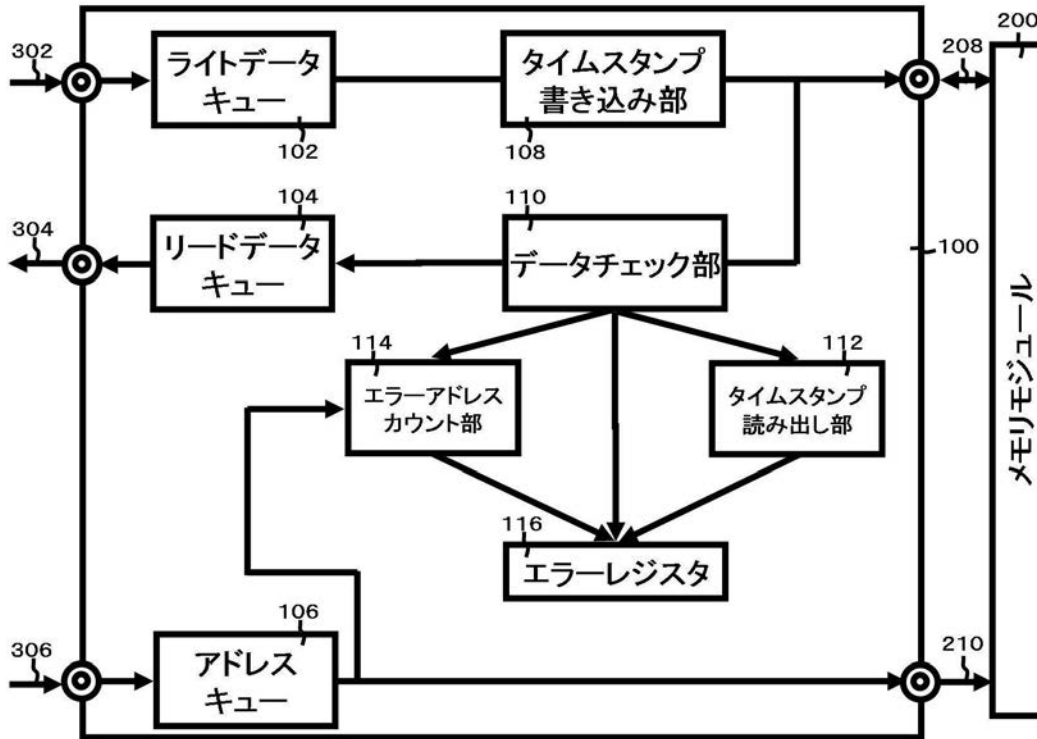 200
302
208
ライトデータ
キュー
タイムスタンプ
書き込み部
102
108
104
110
304
100
リードデータ
キュー
データチェック部
メモリモジュール
114
112
エラーアドレス
カウント部
タイムスタンプ
読み出し部
116
エラーレジスタ
106
306
210
アドレス
キュー